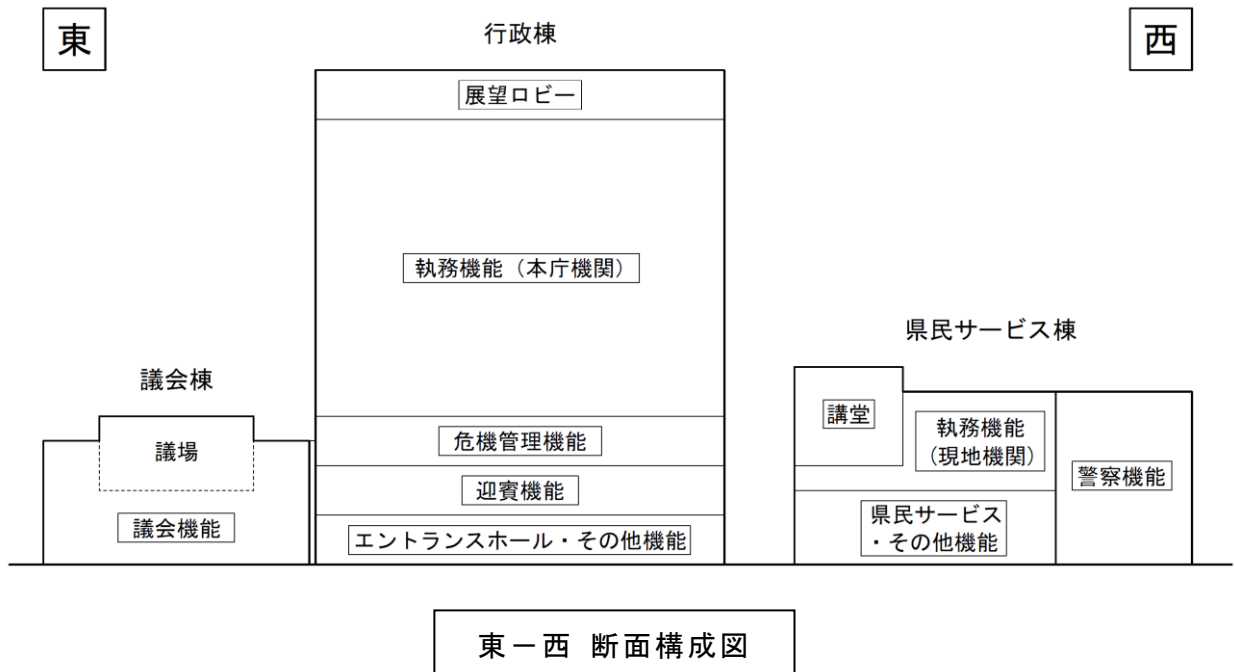 東
西
行政棟
展望ロビー
執務機能（本庁機関）
県民サービス棟
議会棟
講堂
執務機能
（現地機関）
危機管理機能
議場
警察機能
迎賓機能
県民サービス
・その他機能
議会機能
エントランスホール・その他機能
東－西 断面構成図